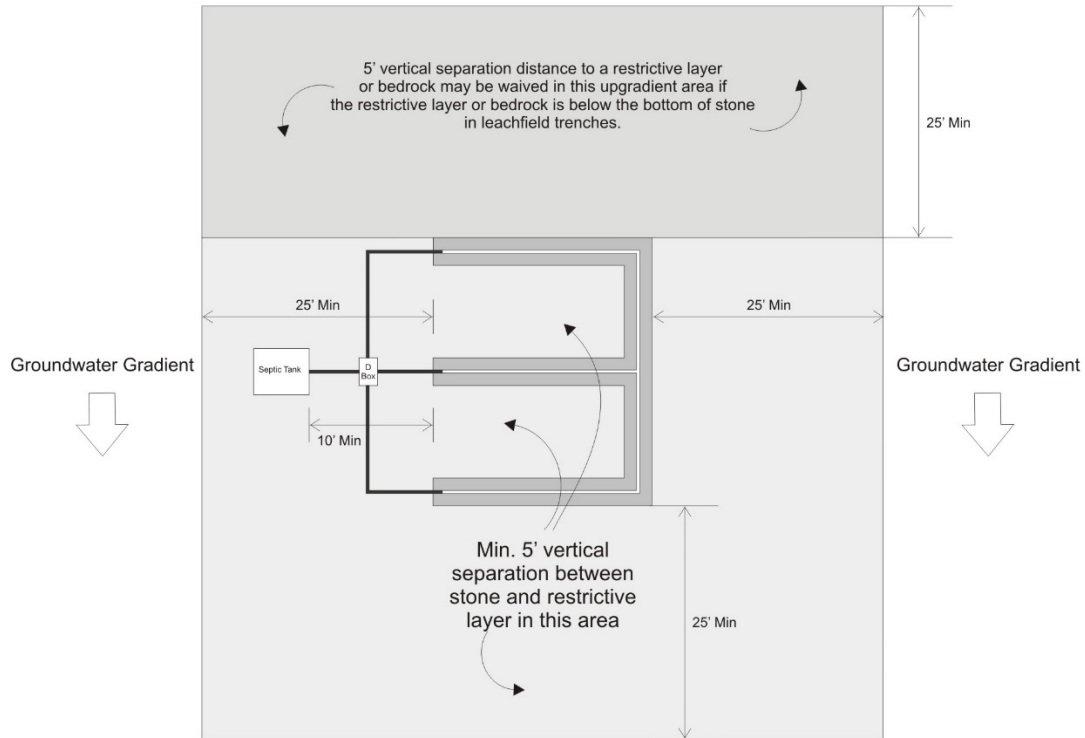 5’ vertical separation distance to a restrictive layer
or bedrock may be waived in this upgradient area if
the restrictive layer or bedrock is below the bottom of stone
in leachfield trenches.
25’ Min
25’ Min
25’ Min
Groundwater Gradient
Groundwater Gradient
Septic Tank
D
Box
10’ Min
Min. 5’ vertical
separation between
stone and restrictive
layer in this area
25’ Min